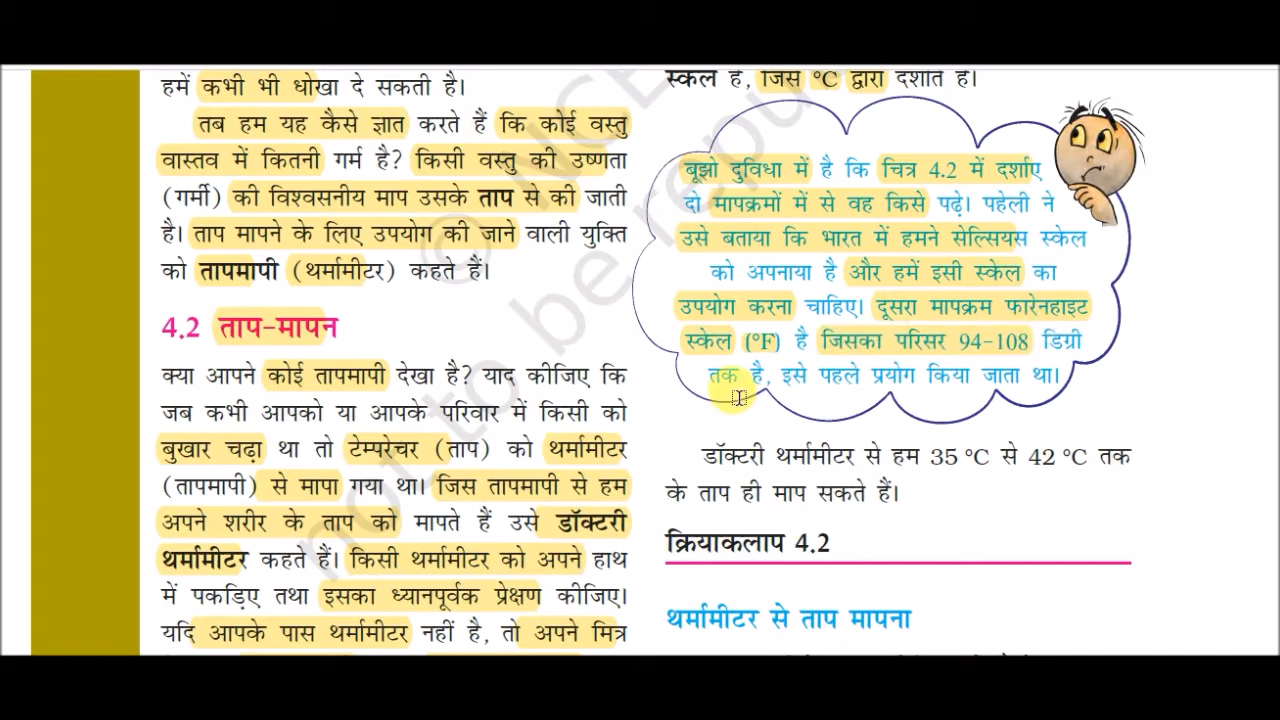 हमें कभी भी धोखा दे सकती है।
तब हम यह कैसे ज्ञात करते हैं कि कोई वस्तु
वास्तव में कितनी गर्म है? किसी वस्तु की उष्णता
(गर्मी) की विश्वसनीय माप उसके ताप से की जाती
है। ताप मापने के लिए उपयोग की जाने वाली युक्ति
को तापमापी (थर्मामीटर) कहते हैं।
4.2 ताप-मापन
क्या आपने कोई तापमापी देखा है? याद कीजिए कि
जब कभी आपको या आपके परिवार में किसी को
बुखार चढ़ा था तो टेम्परेचर (ताप) को थर्मामीटर
(तापमापी) से मापा गया था। जिस तापमापी से हम
अपने शरीर के ताप को मापते हैं उसे डॉक्टरी
थर्मामीटर कहते हैं। किसी थर्मामीटर को अपने हाथ
में पकड़िए तथा इसका ध्यानपूर्वक प्रेक्षण कीजिए।
यदि आपके पास थर्मामीटर नहीं है, तो अपने मित्र
स्केल है, जिसे °C द्वारा दर्शाते हैं।
बूझो दुविधा में है कि चित्र 4.2 में दर्शाए
दो मापक्रमों में से वह किसे पढ़े। पहेली ने
उसे बताया कि भारत में हमने सेल्सियस स्केल
को अपनाया है और हमें इसी स्केल का
उपयोग करना चाहिए। दूसरा मापक्रम फारेनहाइट
स्केल (°F) है जिसका परिसर 94-108 डिग्री
तक है, इसे पहले प्रयोग किया जाता था।
डॉक्टरी थर्मामीटर से हम 35 °C से 42 °C तक
के ताप ही माप सकते हैं।
क्रियाकलाप 4.2
थर्मामीटर से ताप मापना
not to be repu
© NCE